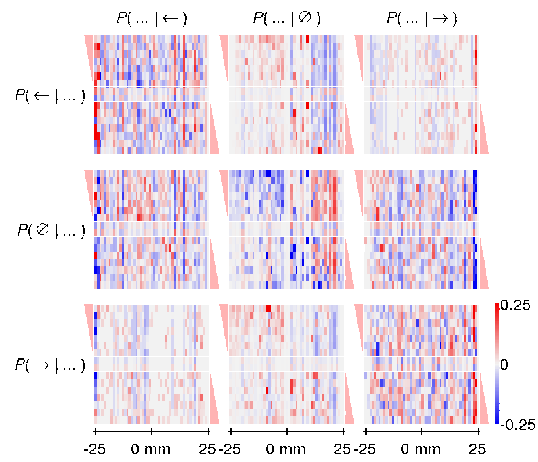 P( ... | ← ) P( ... | ∅ ) P( ... | → )
P( ← | ... )
P( ∅ | ... )
P( → | ... )
0.25
0
-0.25
-25 0 mm 25 -25 0 mm 25 -25 0 mm 25